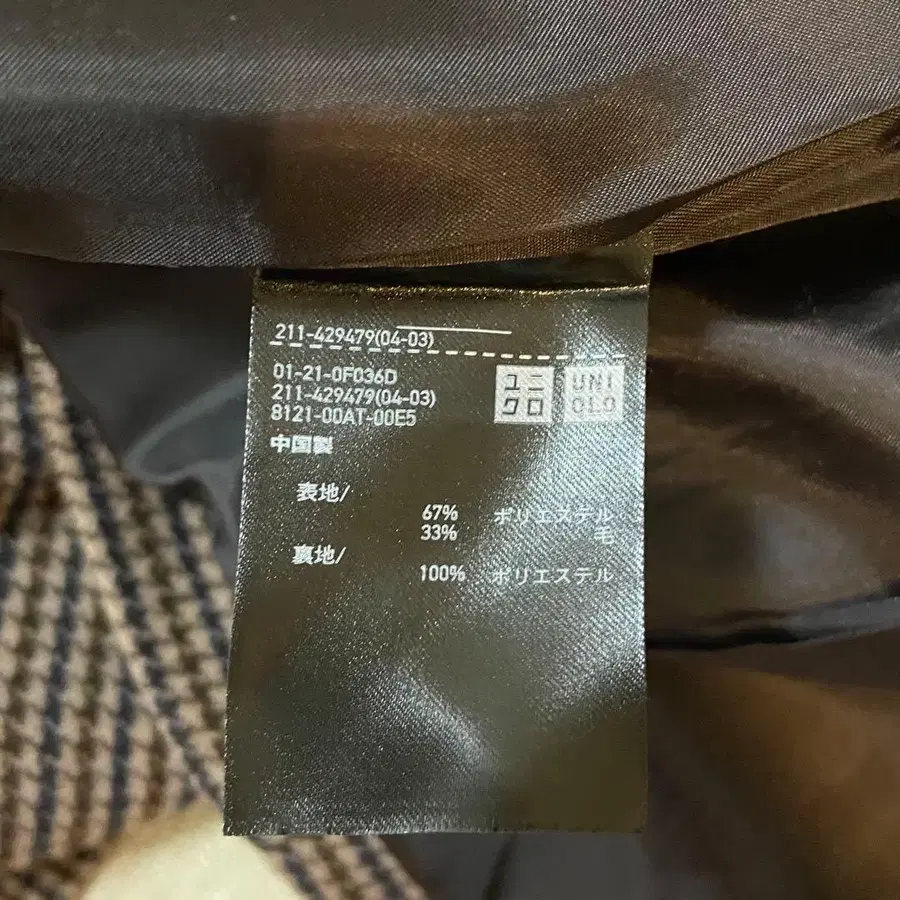 211-429479(04-03)
01-21-0F036D
211-429479(04-03)
8121-00AT-00E5
中国製
ユニクロ
UNIQLO
表地/
67% ポリエステル
33% 毛
裏地/
100% ポリエステル